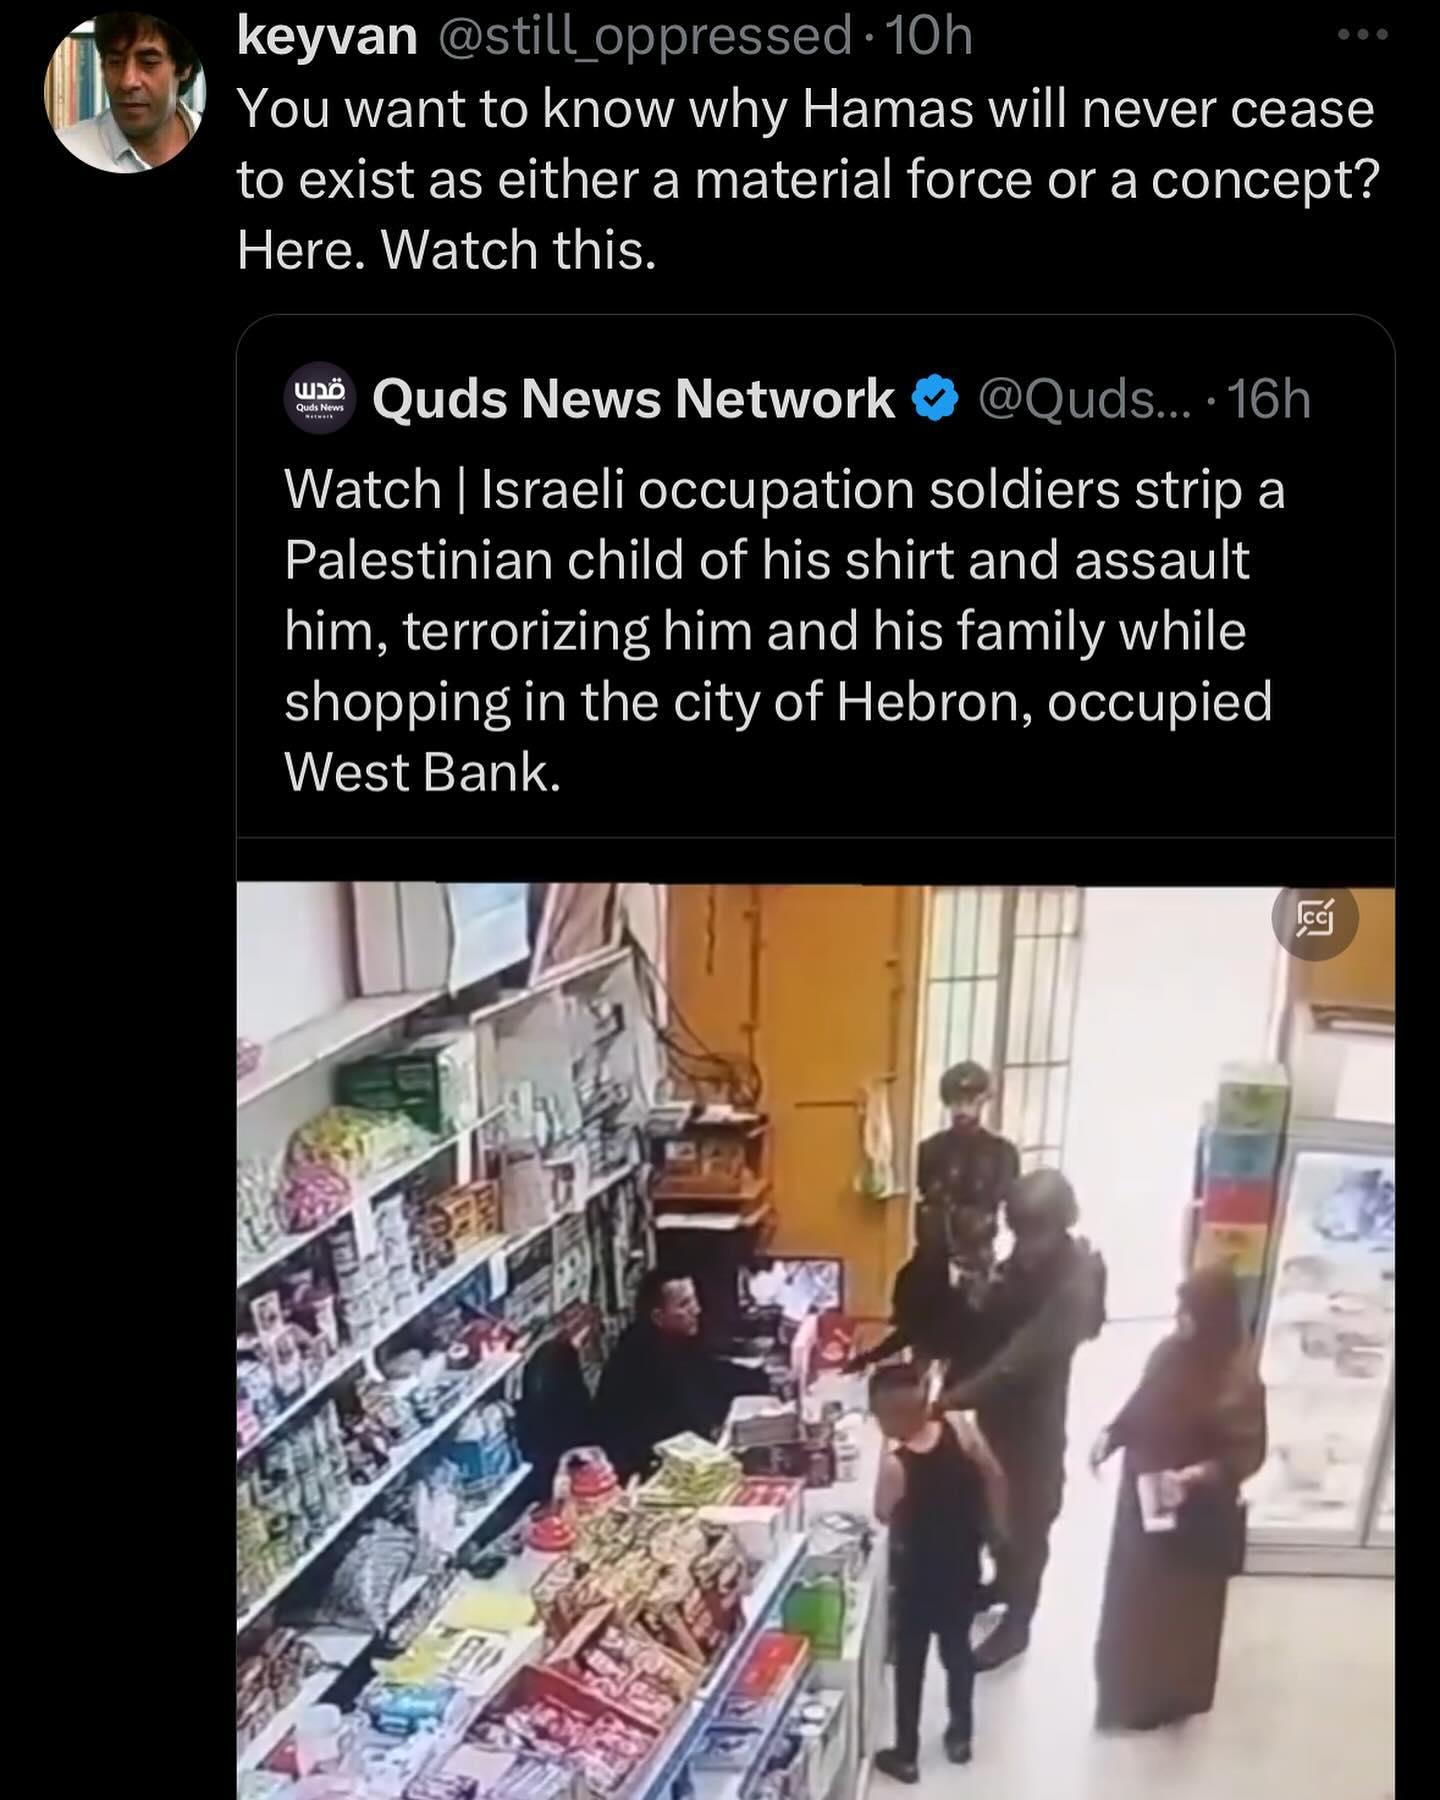 keyvan @still_oppressed · 10h
You want to know why Hamas will never cease
to exist as either a material force or a concept?
Here. Watch this.
قدس
Quds News
Network
Quds News Network @Quds... · 16h
Watch | Israeli occupation soldiers strip a
Palestinian child of his shirt and assault
him, terrorizing him and his family while
shopping in the city of Hebron, occupied
West Bank.
CC